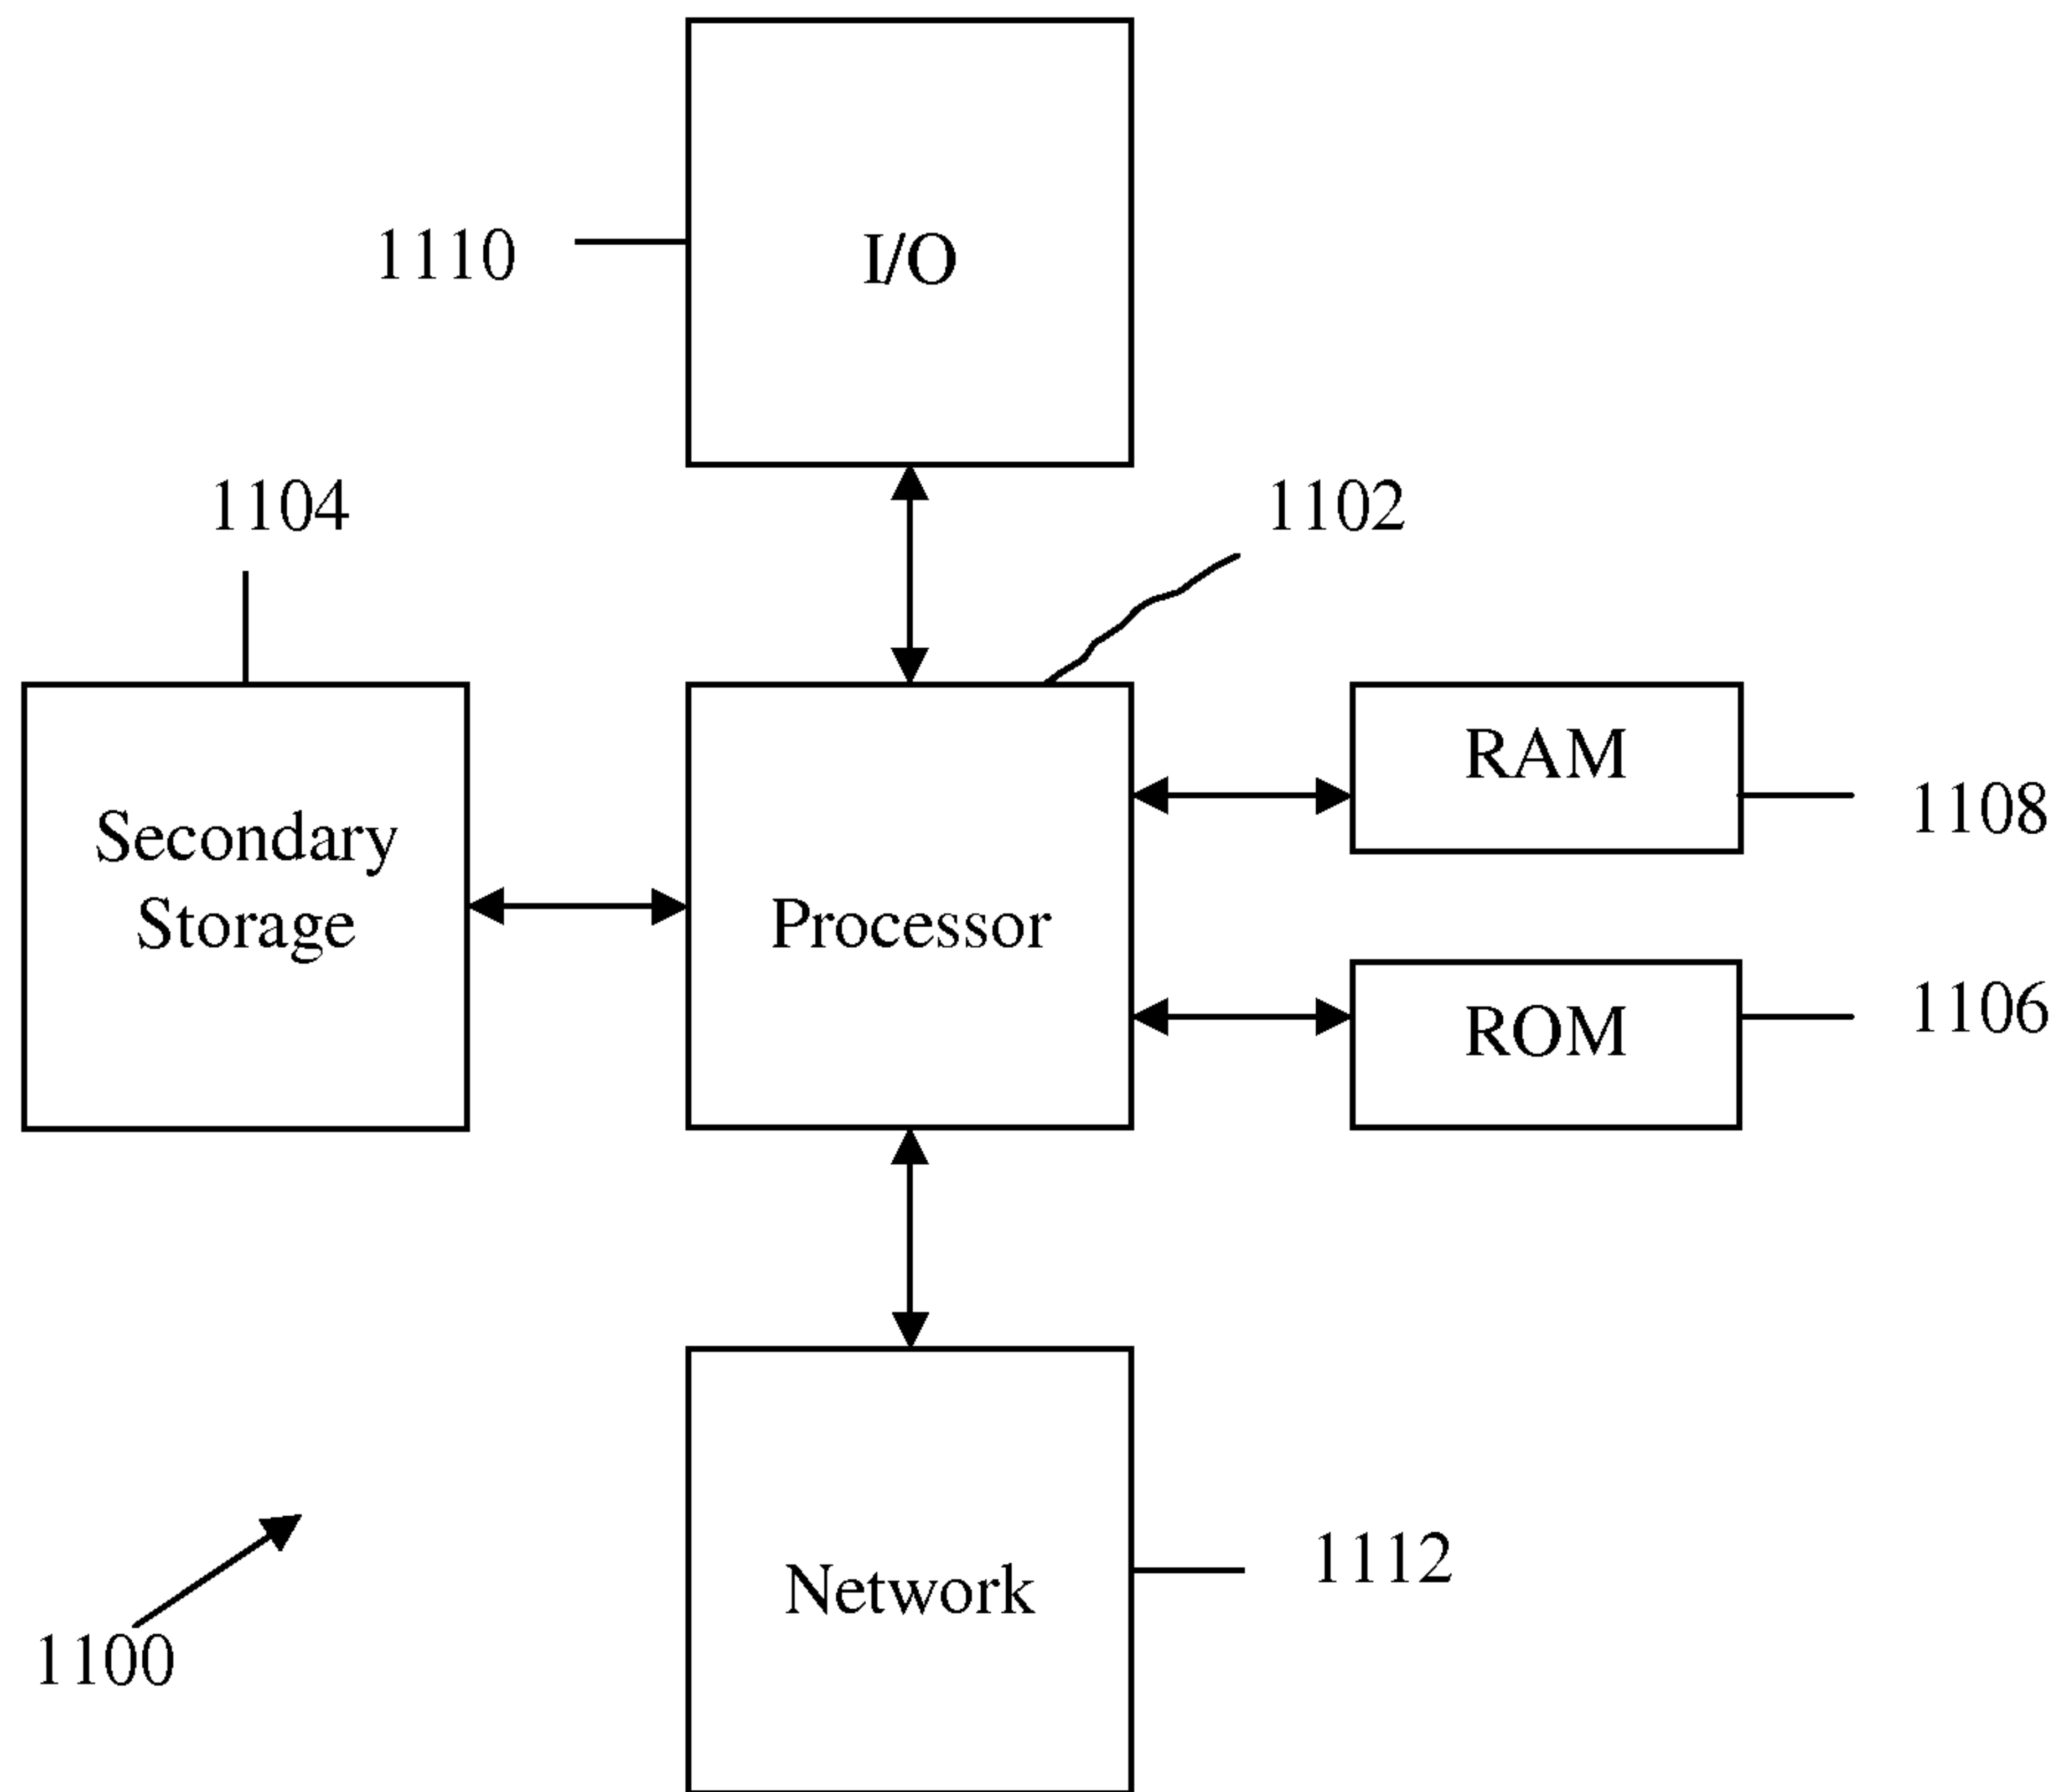 1110
I/O
1104
1102
RAM
1108
Secondary
Storage
Processor
1106
ROM
1112
Network
1100